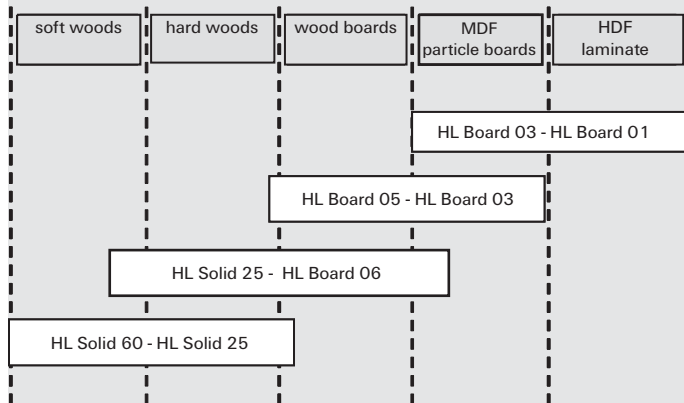 soft woods
hard woods
wood boards
MDF
particle boards
HDF
laminate
HL Board 03 - HL Board 01
HL Board 05 - HL Board 03
HL Solid 25 - HL Board 06
HL Solid 60 - HL Solid 25